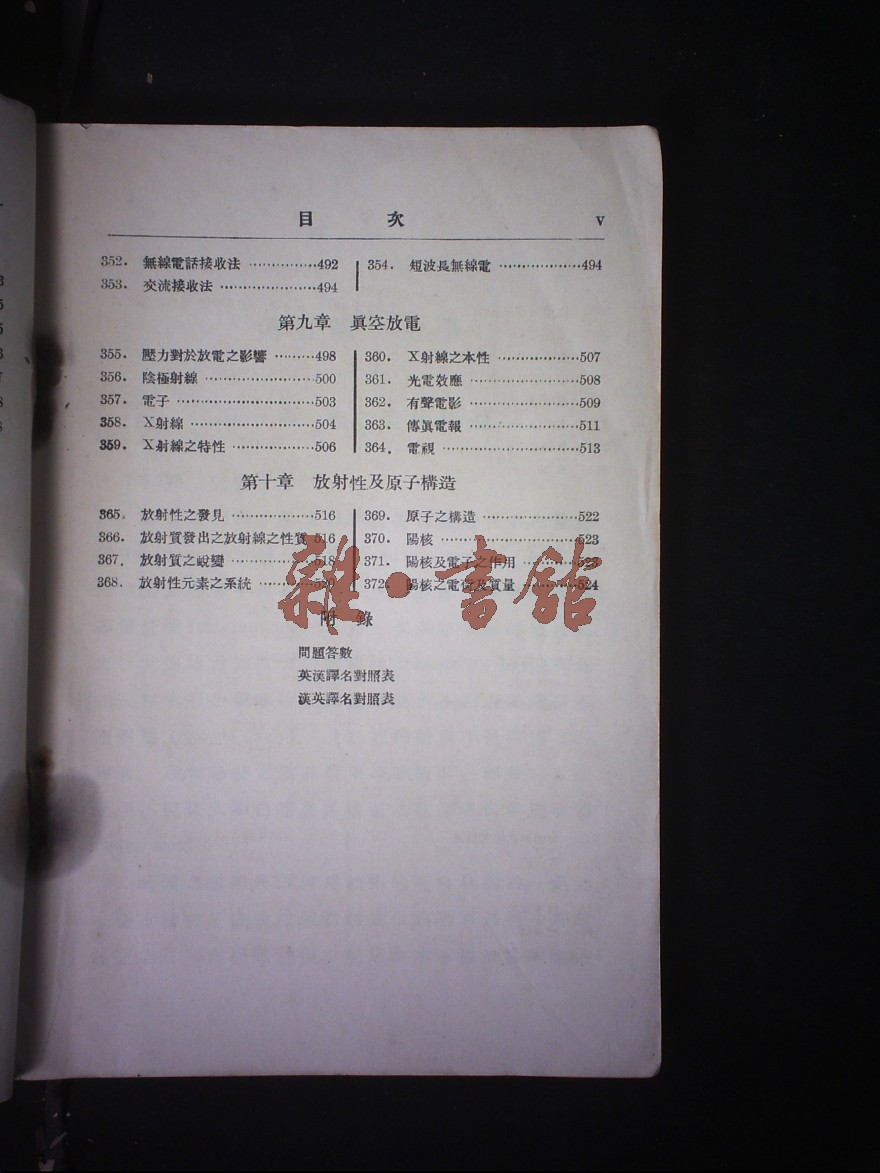 目 次 V
352. 無線電話接收法 ……………492
353. 交流接收法 …………………494
354. 短波長無線電 ………………494
第九章 眞空放電
355. 壓力對於放電之影響 ………498
356. 陰極射線 ……………………500
357. 電子 …………………………503
358. X射線 ………………………504
359. X射線之特性 ………………506
360. X射線之本性 ………………507
361. 光電效應 ……………………508
362. 有聲電影 ……………………509
363. 傳眞電報 ……………………511
364. 電視 …………………………513
第十章 放射性及原子構造
365. 放射性之發見 ………………516
366. 放射質發出之放射線之性質 516
367. 放射質之蛻變 ………………518
368. 放射性元素之系統 …………520
369. 原子之構造 …………………522
370. 陽核 …………………………523
371. 陽核及電子之作用 …………523
372. 陽核之電荷及質量 …………524
雜·書館
附 錄
問題答數
英漢譯名對照表
漢英譯名對照表